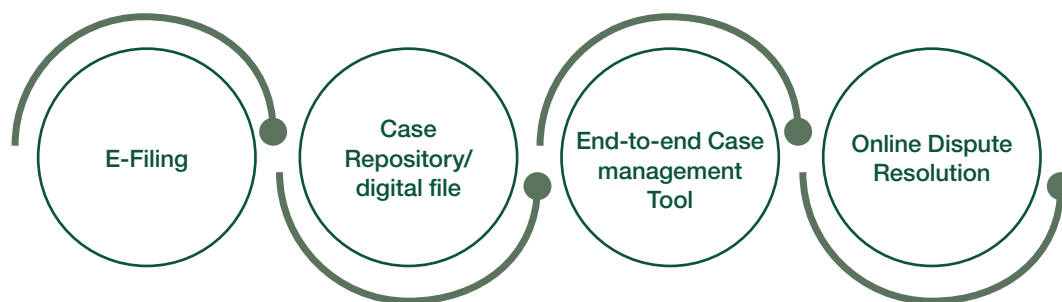 E-Filing
Case
Repository/
digital file
End-to-end Case
management
Tool
Online Dispute
Resolution